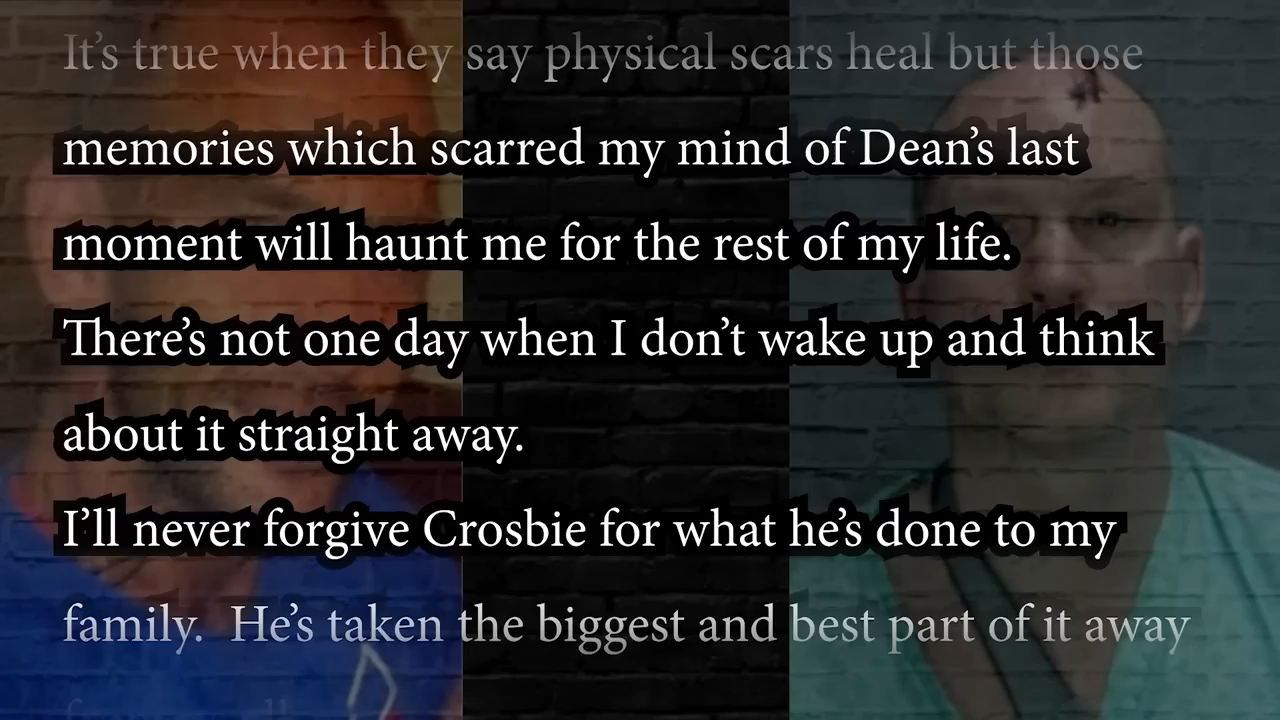 It’s true when they say physical scars heal but those
memories which scarred my mind of Dean’s last
moment will haunt me for the rest of my life.
There’s not one day when I don’t wake up and think
about it straight away.
I’ll never forgive Crosbie for what he’s done to my
family.  He’s taken the biggest and best part of it away